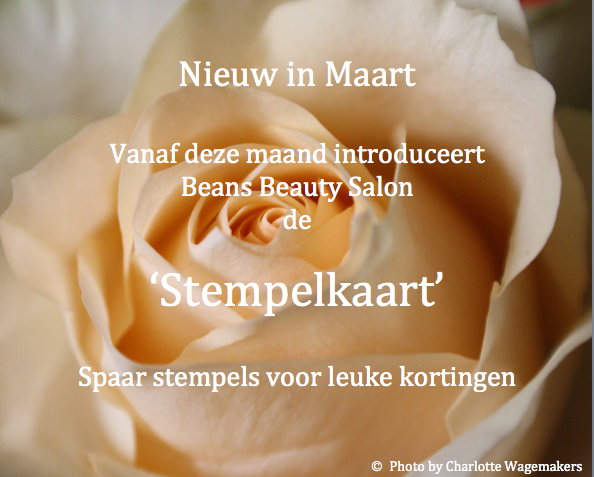 Nieuw in Maart
Vanaf deze maand introduceert
Beans Beauty Salon
de
‘Stempelkaart’
Spaar stempels voor leuke kortingen
© Photo by Charlotte Wagemakers